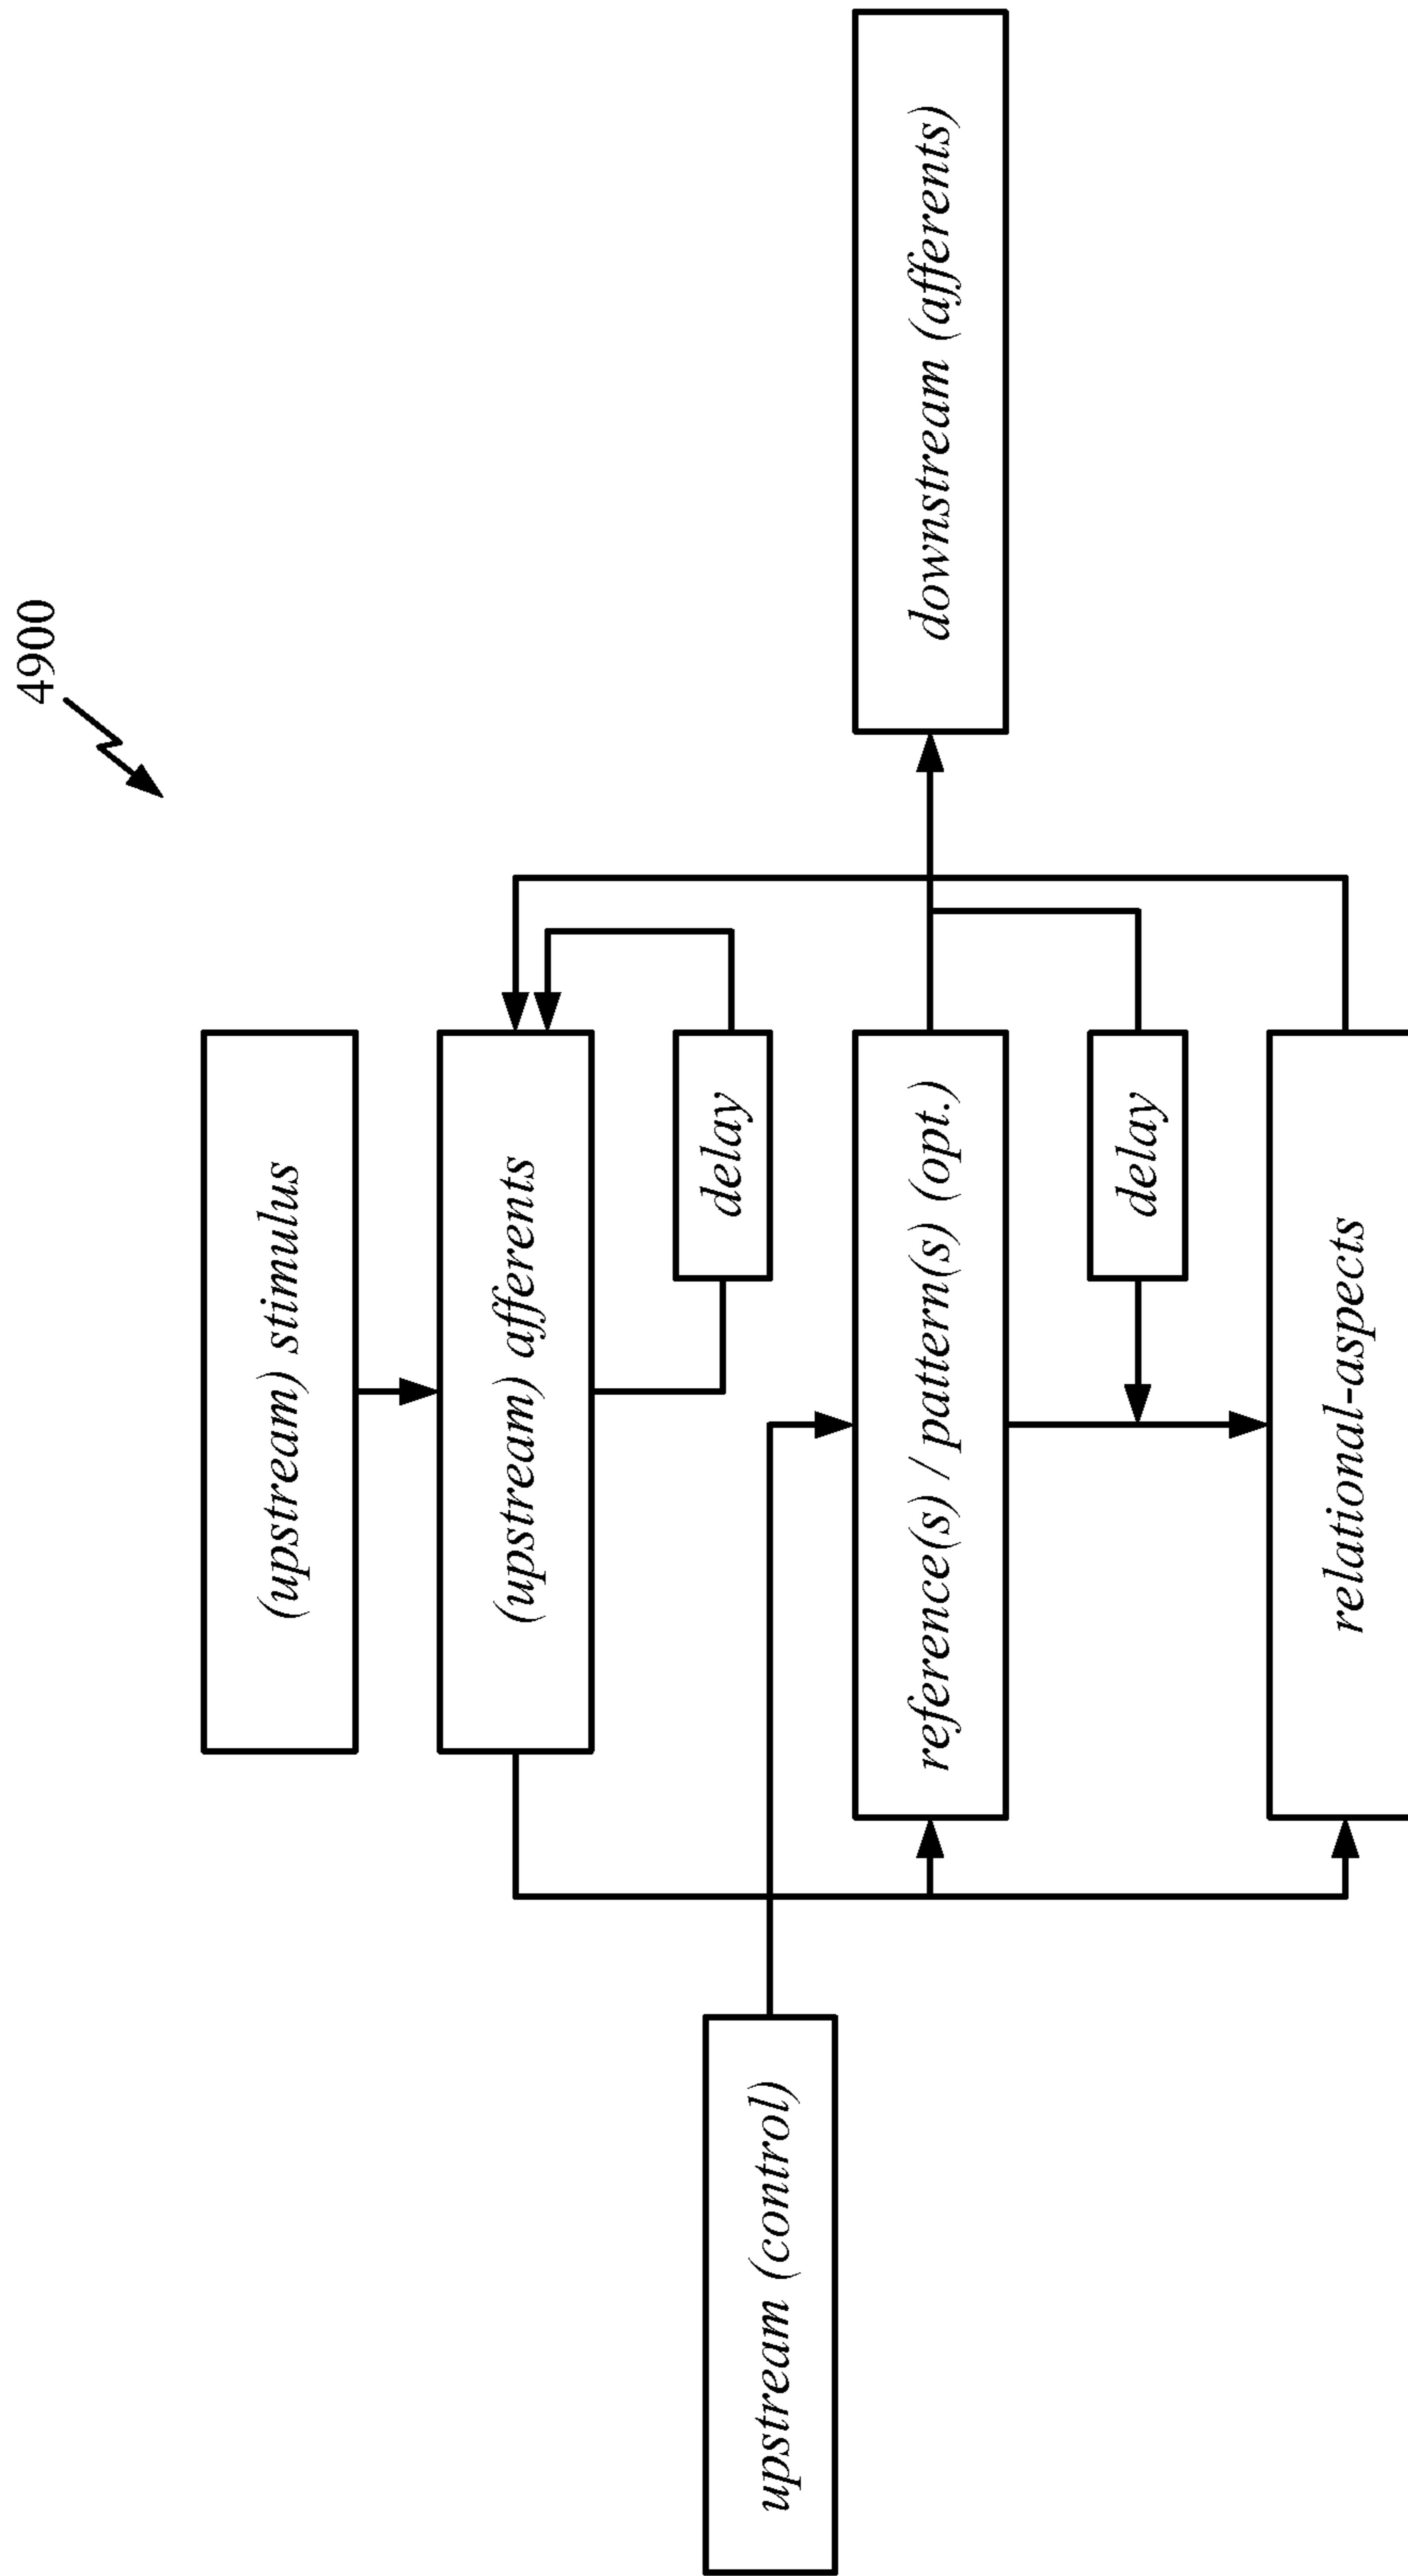 4900
(upstream) stimulus
(upstream) afferents
delay
upstream (control)
reference(s) / pattern(s) (opt.)
downstream (afferents)
delay
relational-aspects